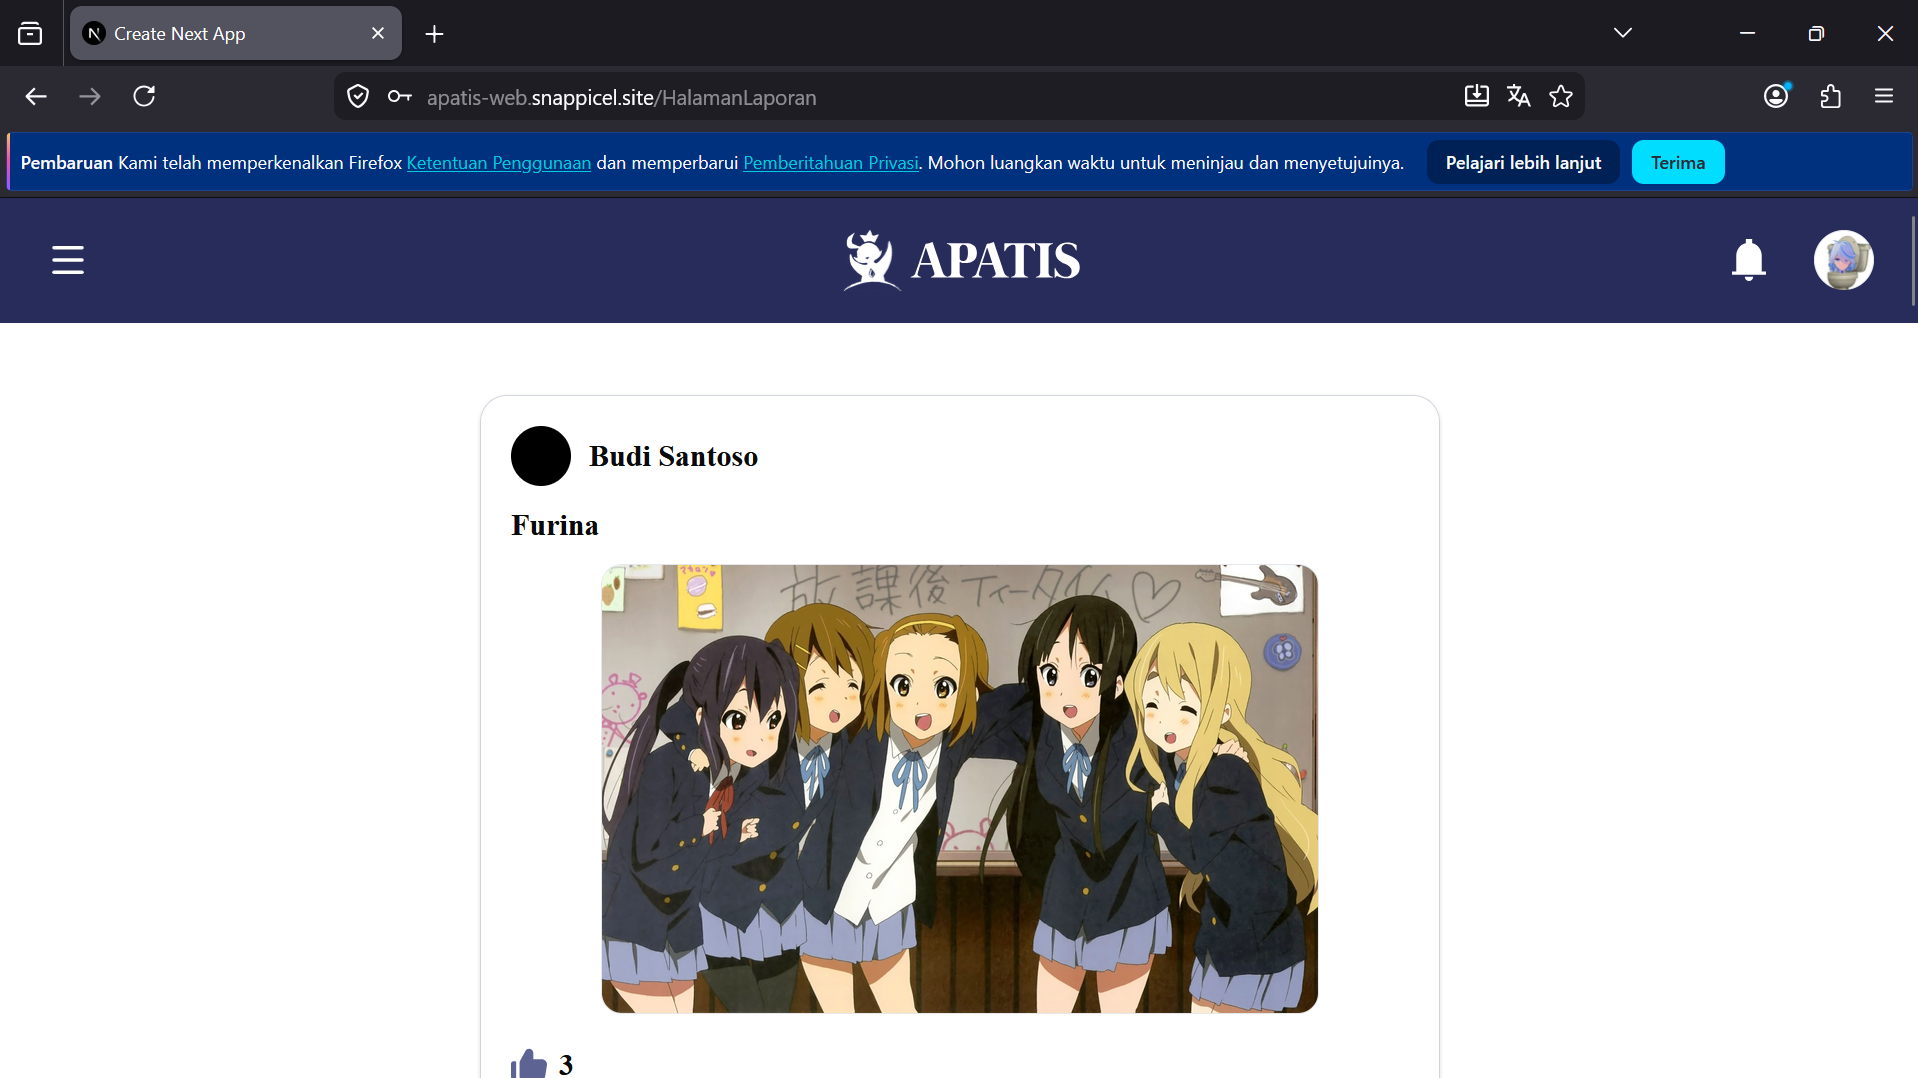 Create Next App
apatis-web.snappicel.site/HalamanLaporan
Pembaruan Kami telah memperkenalkan Firefox Ketentuan Penggunaan dan memperbarui Pemberitahuan Privasi. Mohon luangkan waktu untuk meninjau dan menyetujuinya.
Pelajari lebih lanjut
Terima
APATIS
Budi Santoso
Furina
放課後ティータイム♡
3